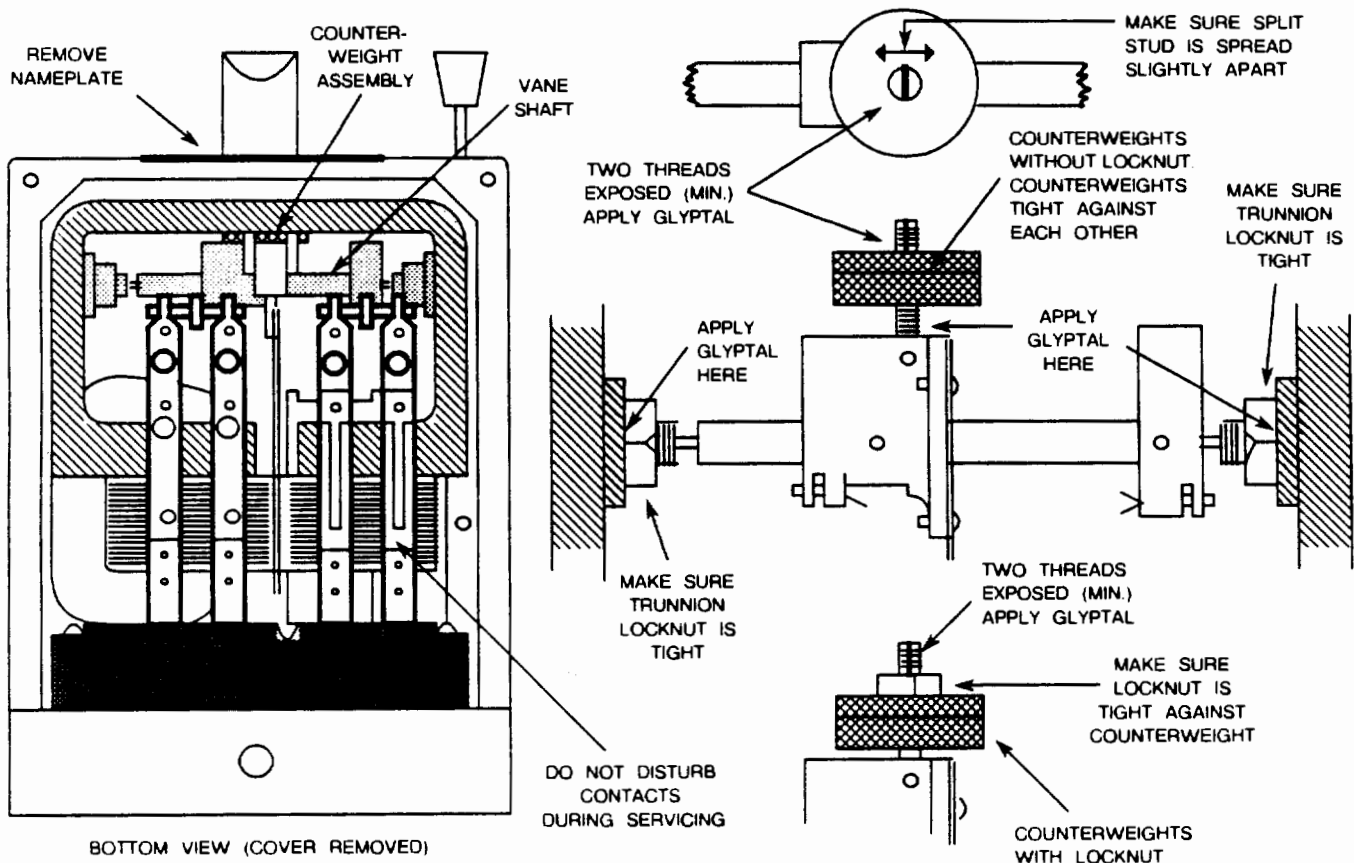 REMOVE
NAMEPLATE
COUNTER-
WEIGHT
ASSEMBLY
VANE
SHAFT
MAKE SURE SPLIT
STUD IS SPREAD
SLIGHTLY APART
TWO THREADS
EXPOSED (MIN.)
APPLY GLYPTAL
COUNTERWEIGHTS
WITHOUT LOCKNUT.
COUNTERWEIGHTS
TIGHT AGAINST
EACH OTHER
MAKE SURE
TRUNNION
LOCKNUT IS
TIGHT
APPLY
GLYPTAL
HERE
APPLY
GLYPTAL
HERE
MAKE SURE
TRUNNION
LOCKNUT IS
TIGHT
TWO THREADS
EXPOSED (MIN.)
APPLY GLYPTAL
MAKE SURE
LOCKNUT IS
TIGHT AGAINST
COUNTERWEIGHT
DO NOT DISTURB
CONTACTS
DURING SERVICING
COUNTERWEIGHTS
WITH LOCKNUT
BOTTOM VIEW (COVER REMOVED)